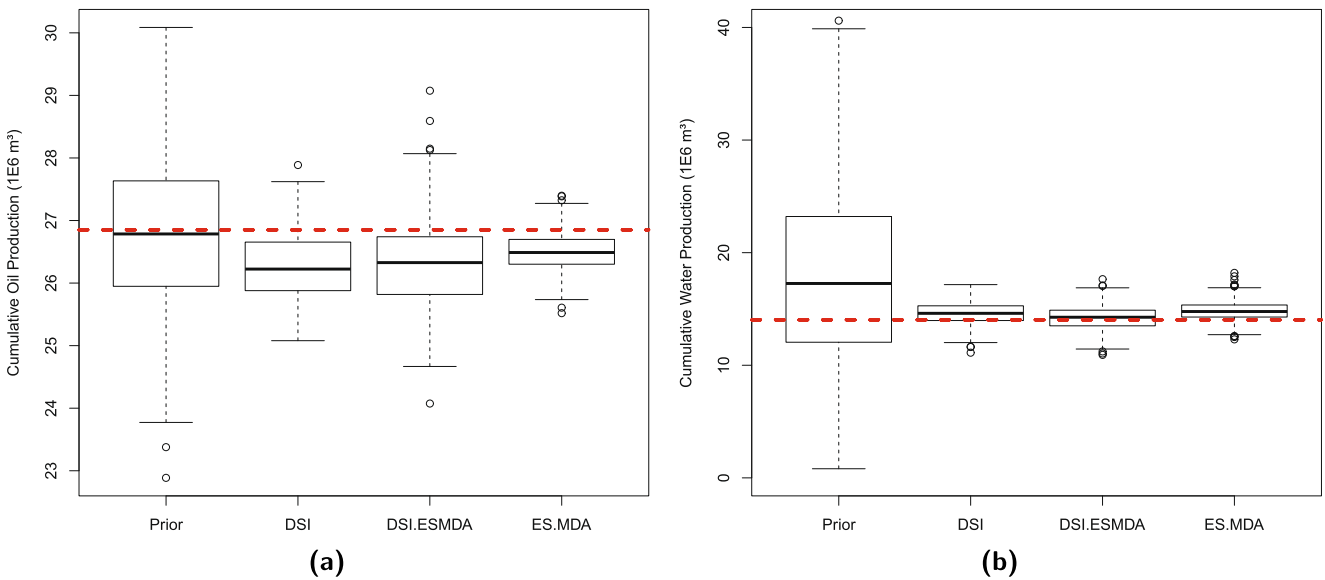 Cumulative Oil Production (1E6 m³)
30
29
28
27
26
25
24
23
Prior DSI DSI.ESMDA ES.MDA
(a)
Cumulative Water Production (1E6 m³)
40
30
20
10
0
Prior DSI DSI.ESMDA ES.MDA
(b)